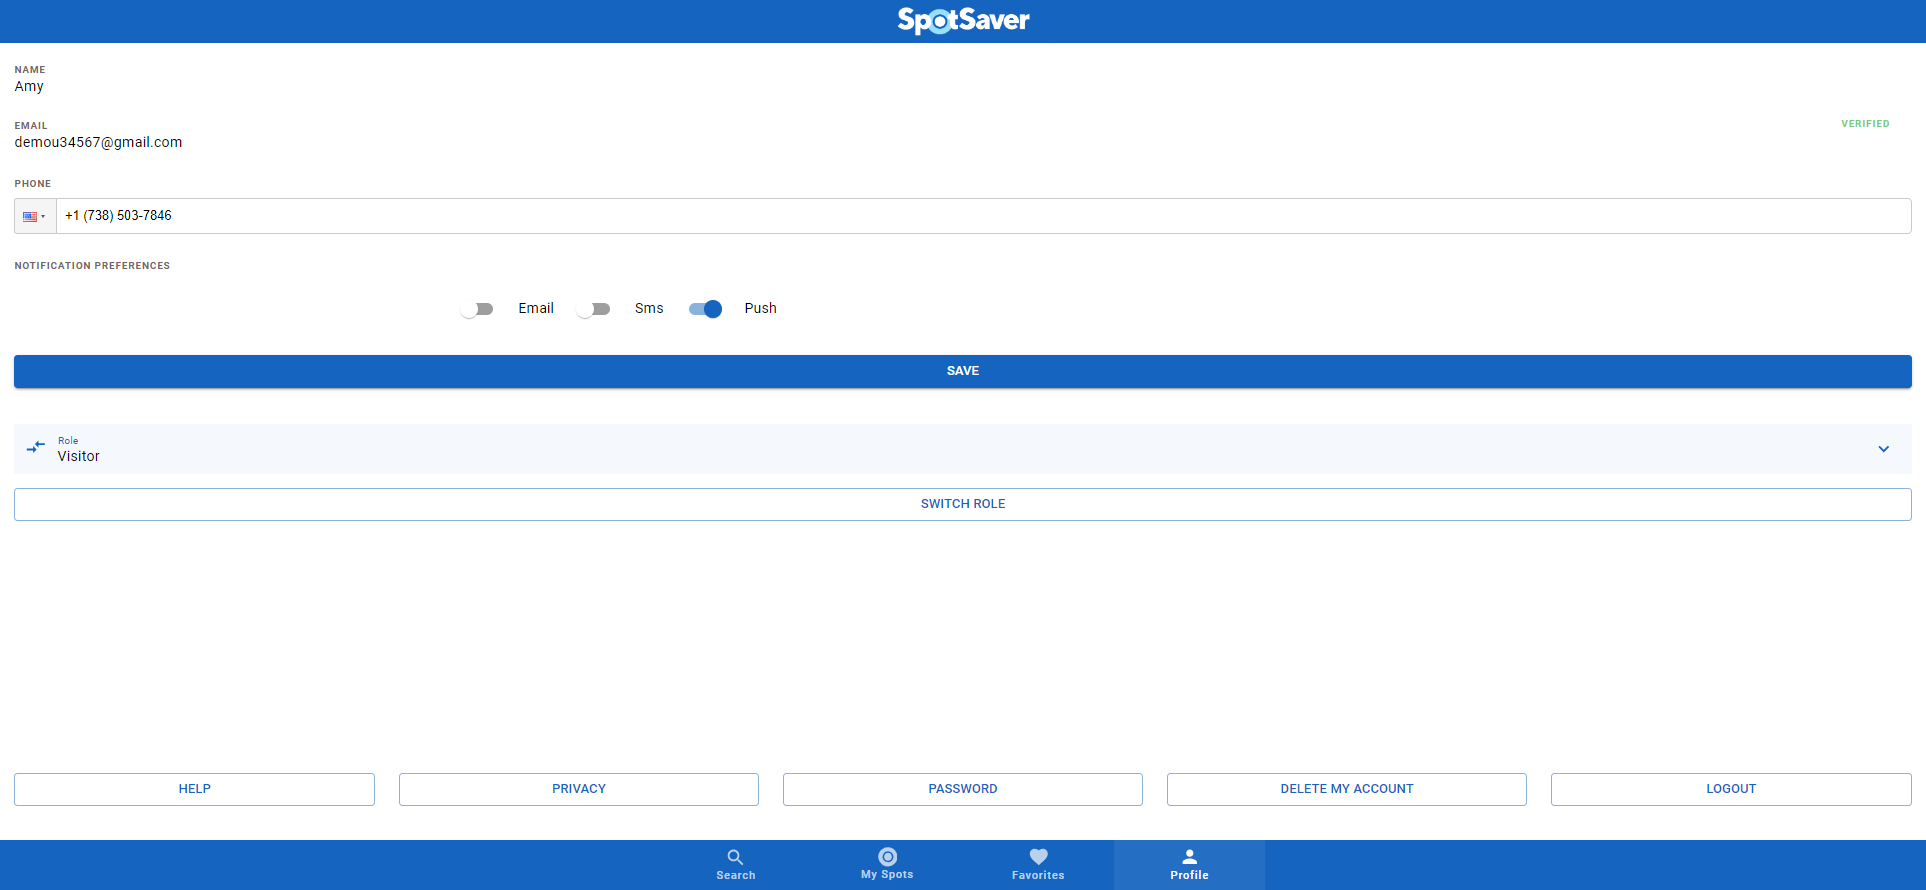 SpotSaver
NAME
Amy
EMAIL
VERIFIED
demou34567@gmail.com
PHONE
+1 (738) 503-7846
NOTIFICATION PREFERENCES
Email Sms Push
SAVE
Role
Visitor
SWITCH ROLE
HELP PRIVACY PASSWORD DELETE MY ACCOUNT LOGOUT
Search My Spots Favorites Profile